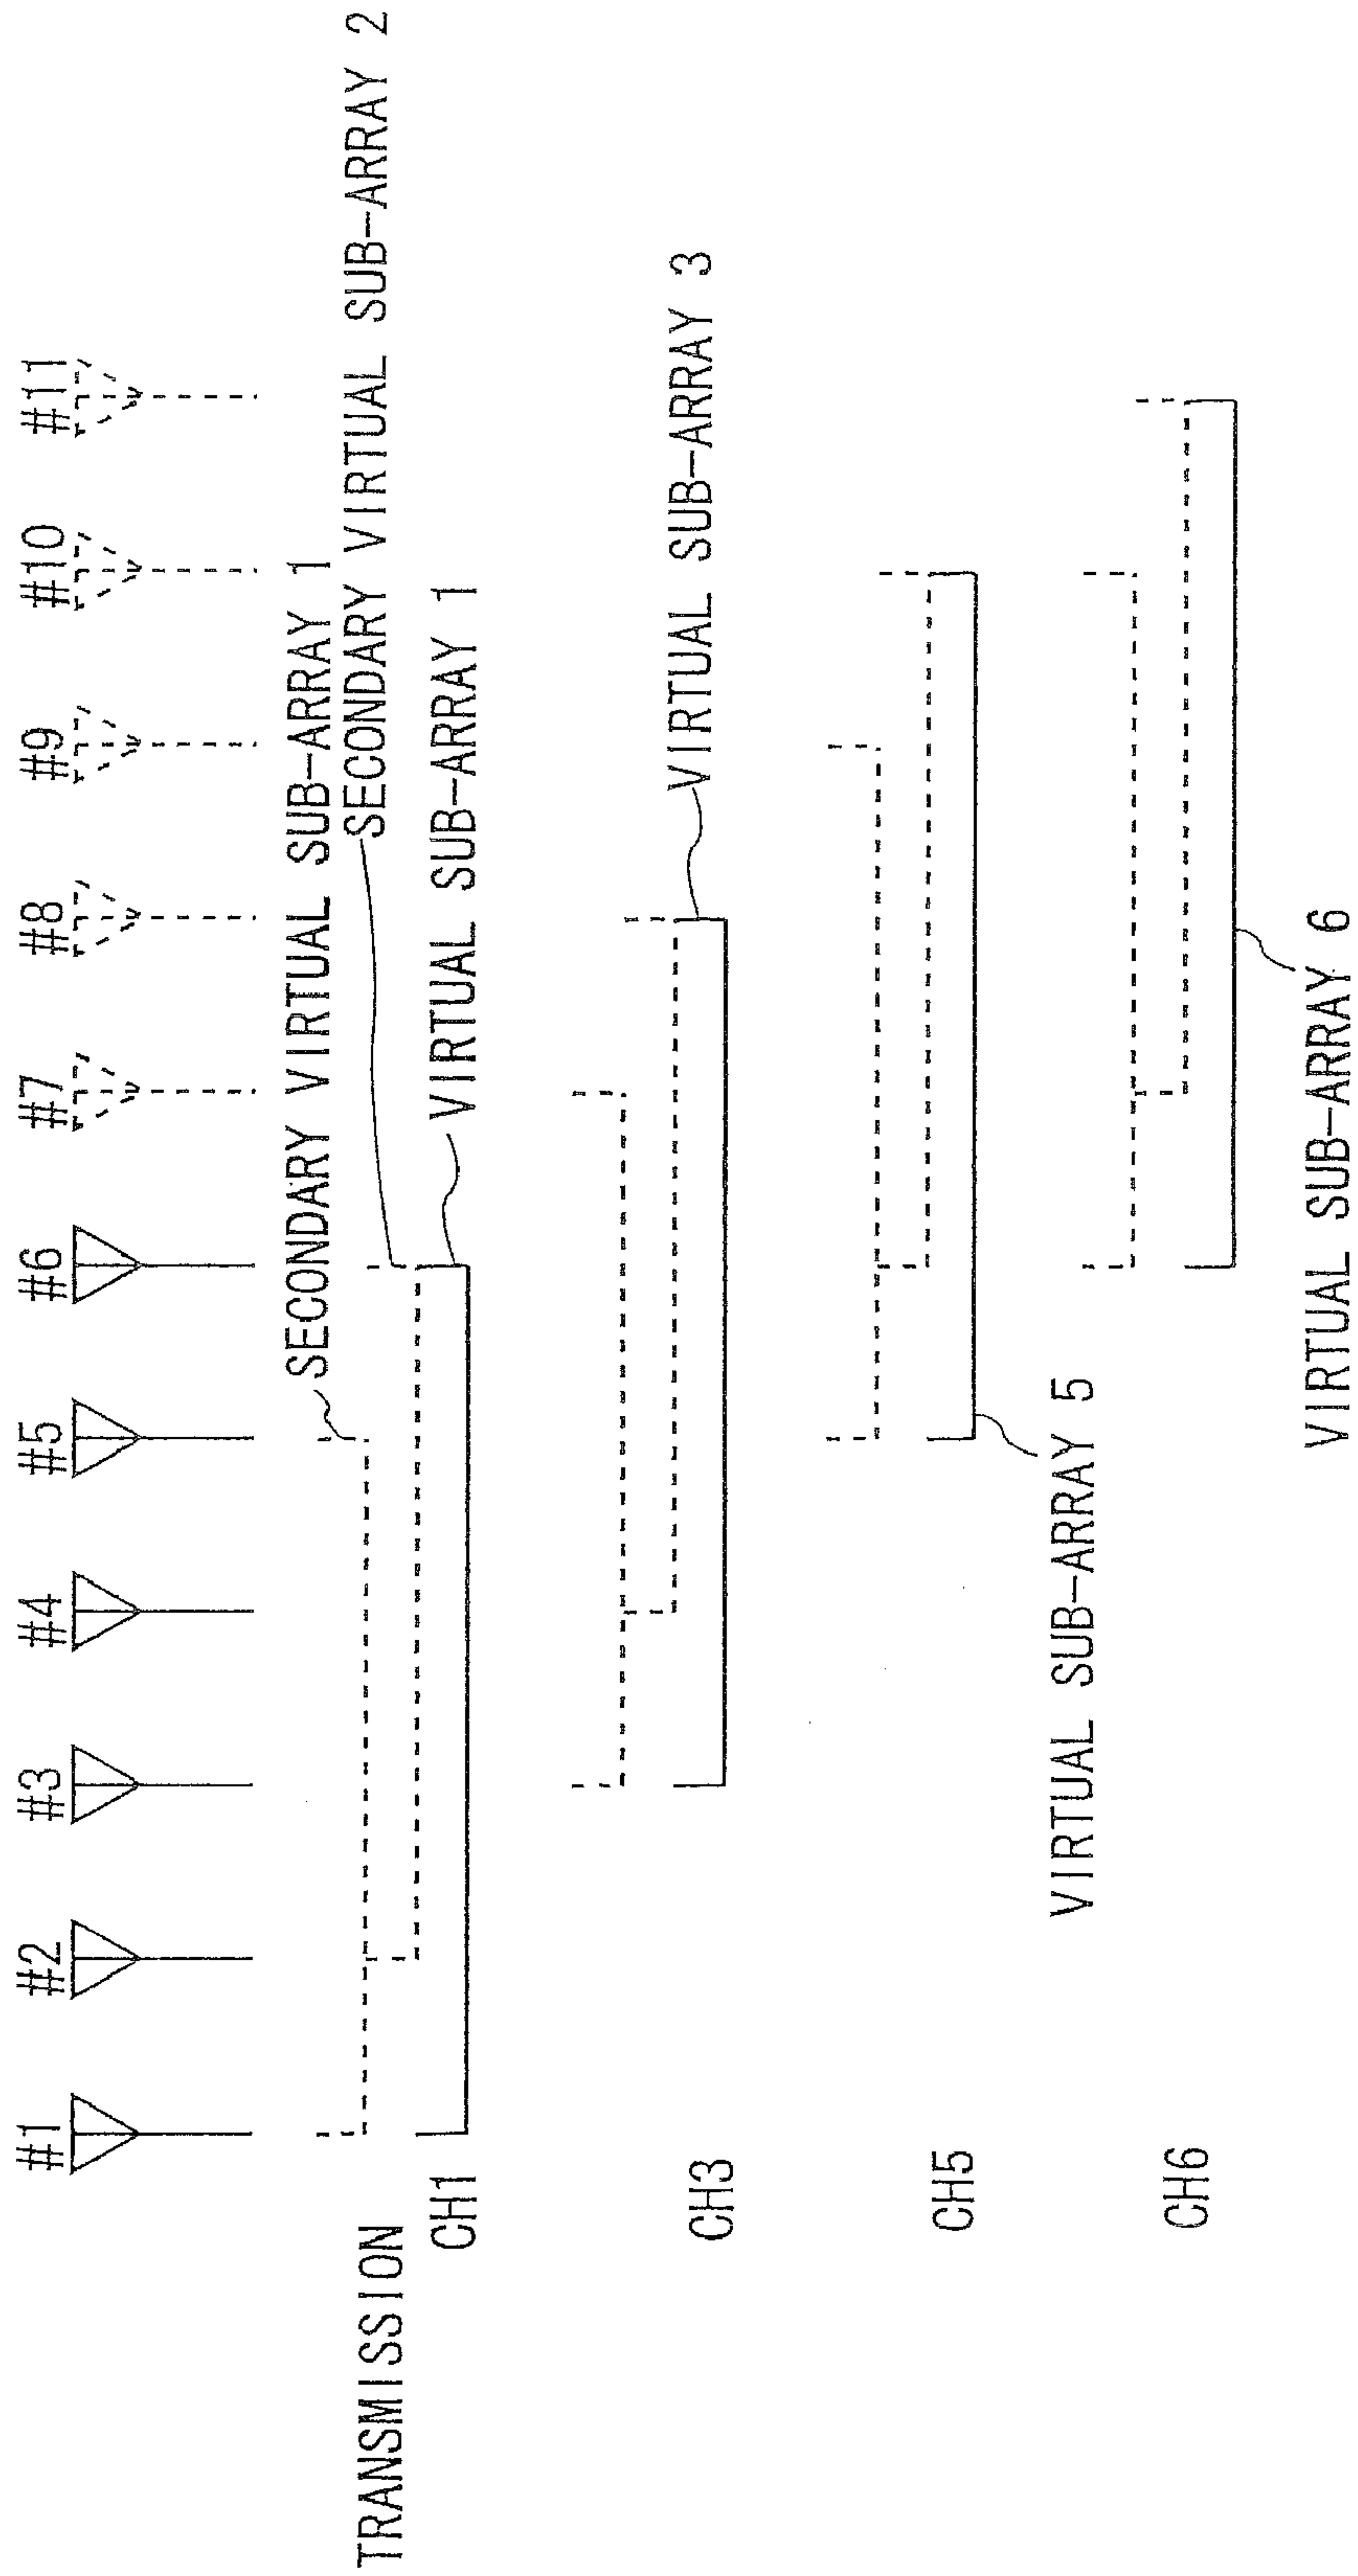 #1 #2 #3 #4 #5 #6 #7 #8 #9 #10 #11
SECONDARY VIRTUAL SUB-ARRAY 1
SECONDARY VIRTUAL SUB-ARRAY 2
TRANSMISSION
CH1
VIRTUAL SUB-ARRAY 1
CH3
VIRTUAL SUB-ARRAY 3
CH5
VIRTUAL SUB-ARRAY 5
CH6
VIRTUAL SUB-ARRAY 6